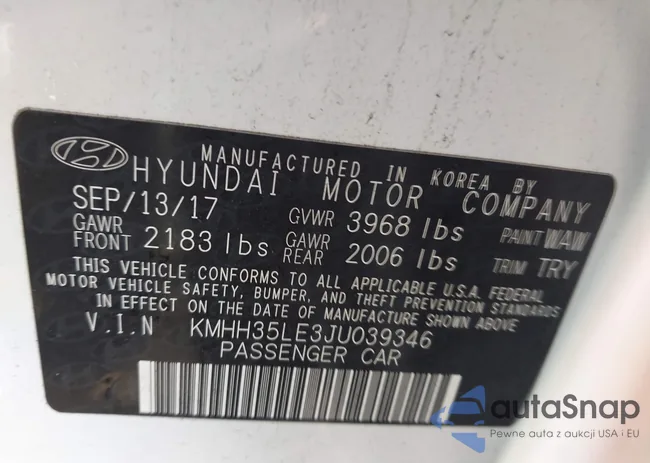 MANUFACTURED IN KOREA BY
HYUNDAI MOTOR COMPANY
SEP/13/17 GVWR 3968 lbs PAINT WAW
GAWR FRONT 2183 lbs GAWR REAR 2006 lbs TRIM TRY
THIS VEHICLE CONFORMS TO ALL APPLICABLE U.S.A. FEDERAL
MOTOR VEHICLE SAFETY, BUMPER, AND THEFT PREVENTION STANDARDS
IN EFFECT ON THE DATE OF MANUFACTURE SHOWN ABOVE
V.I.N KMHH35LE3JU039346
PASSENGER CAR
autaSnap
Pewne auta z aukcji USA i EU